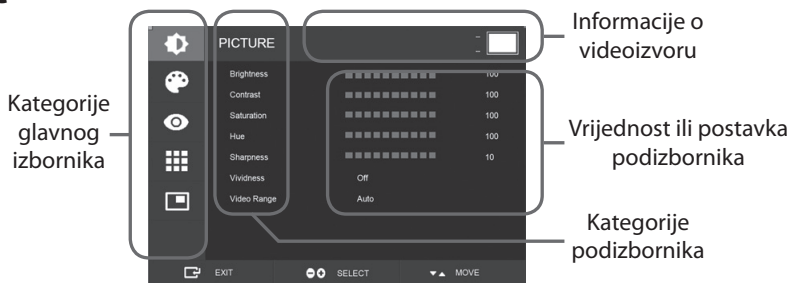 Informacije o
videoizvoru
PICTURE
Brightness 100
Contrast 100
Saturation 100
Hue 100
Sharpness 10
Vividness Off
Video Range Auto
EXIT SELECT MOVE
Kategorije
glavnog
izbornika
Vrijednost ili postavka
podizbornika
Kategorije
podizbornika